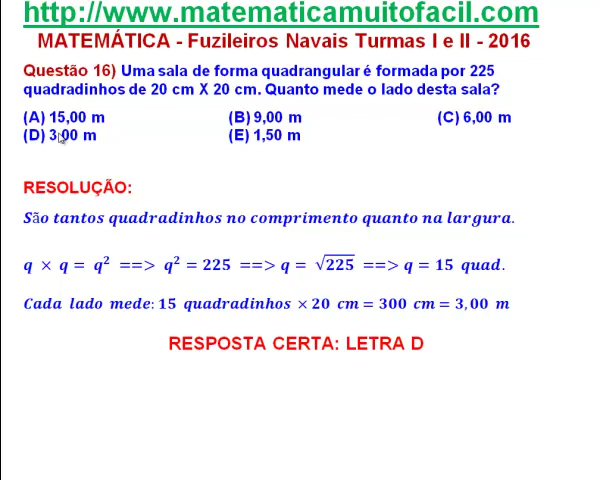 http://www.matematicamuitofacil.com
MATEMÁTICA - Fuzileiros Navais Turmas I e II - 2016
Questão 16) Uma sala de forma quadrangular é formada por 225
quadradinhos de 20 cm X 20 cm. Quanto mede o lado desta sala?
(A) 15,00 m (B) 9,00 m (C) 6,00 m
(D) 3,00 m (E) 1,50 m
RESOLUÇÃO:
São tantos quadradinhos no comprimento quanto na largura.
q × q = q² ==> q² = 225 ==> q = √225 ==> q = 15 quad.
Cada lado mede: 15 quadradinhos × 20 cm = 300 cm = 3,00 m
RESPOSTA CERTA: LETRA D